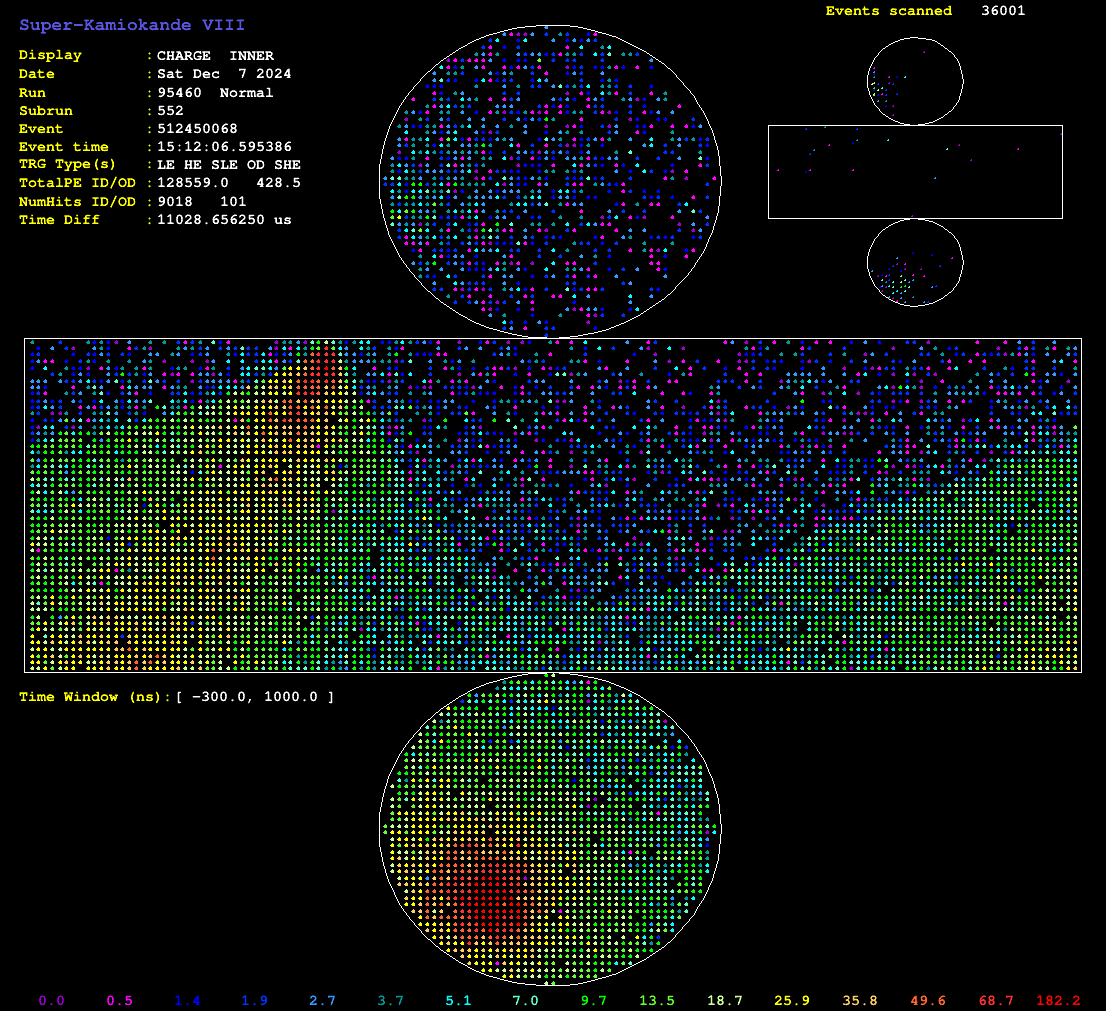 Events scanned 36001
Super-Kamiokande VIII
Display : CHARGE INNER
Date : Sat Dec 7 2024
Run : 95460 Normal
Subrun : 552
Event : 512450068
Event time : 15:12:06.595386
TRG Type(s) : LE HE SLE OD SHE
TotalPE ID/OD : 128559.0 428.5
NumHits ID/OD : 9018 101
Time Diff : 11028.656250 us
Time Window (ns): [ -300.0, 1000.0 ]
0.0 0.5 1.4 1.9 2.7 3.7 5.1 7.0 9.7 13.5 18.7 25.9 35.8 49.6 68.7 182.2